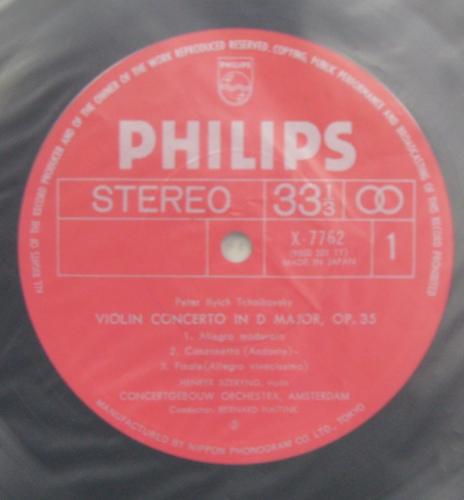 ALL RIGHTS OF THE RECORD PRODUCER AND OF THE OWNER OF THE WORK REPRODUCED RESERVED. COPYING, PUBLIC PERFORMANCE AND BROADCASTING OF THIS RECORD PROHIBITED
PHILIPS
PHILIPS
STEREO 33 1/3
X-7762 1
MADE IN JAPAN
Peter Ilyich Tchaikovsky
VIOLIN CONCERTO IN D MAJOR, OP. 35
1. Allegro moderato
2. Canzonetta (Andante)-
3. Finale (Allegro vivacissimo)
HENRYK SZERYNG, violin
CONCERTGEBOUW ORCHESTRA, AMSTERDAM
Conductor: BERNARD HAITINK
MANUFACTURED BY NIPPON PHONOGRAM CO. LTD., TOKYO